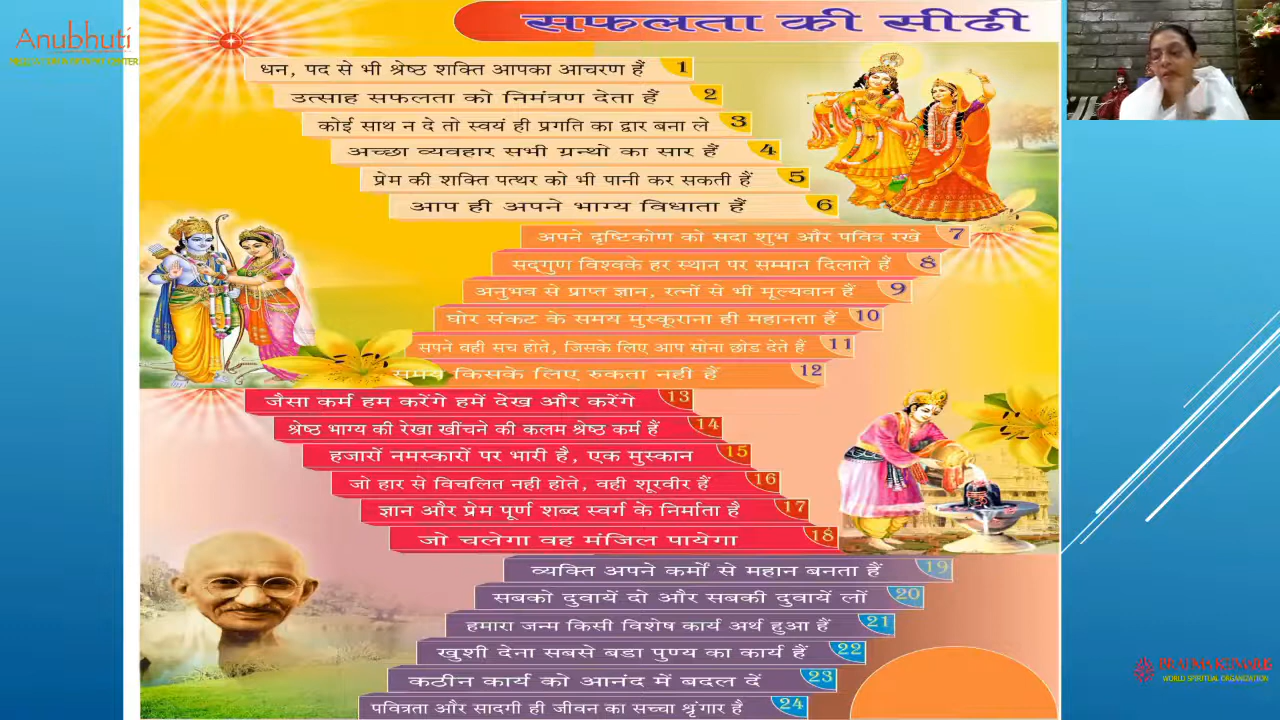 Anubhuti
MEDITATION & RETREAT CENTER
सफलता की सीढी
धन, पद से भी श्रेष्ठ शक्ति आपका आचरण हैं 1
उत्साह सफलता को निमंत्रण देता हैं 2
कोई साथ न दे तो स्वयं ही प्रगति का द्वार बना ले 3
अच्छा व्यवहार सभी ग्रन्थो का सार हैं 4
प्रेम की शक्ति पत्थर को भी पानी कर सकती हैं 5
आप ही अपने भाग्य विधाता हैं 6
अपने दृष्टिकोण को सदा शुभ और पवित्र रखे 7
सद्गुण विश्वके हर स्थान पर सम्मान दिलाते हैं 8
अनुभव से प्राप्त ज्ञान, रत्नों से भी मूल्यवान हैं 9
घोर संकट के समय मुस्कूराना ही महानता हैं 10
सपने वही सच होते, जिसके लिए आप सोना छोड देते हैं 11
समय किसके लिए रुकता नही हैं 12
जैसा कर्म हम करेंगे हमें देख और करेंगे 13
श्रेष्ठ भाग्य की रेखा खींचने की कलम श्रेष्ठ कर्म हैं 14
हजारों नमस्कारों पर भारी है, एक मुस्कान 15
जो हार से विचलित नही होते, वही शूरवीर हैं 16
ज्ञान और प्रेम पूर्ण शब्द स्वर्ग के निर्माता है 17
जो चलेगा वह मंजिल पायेगा 18
व्यक्ति अपने कर्मों से महान बनता हैं 19
सबको दुवायें दो और सबकी दुवायें लों 20
हमारा जन्म किसी विशेष कार्य अर्थ हुआ हैं 21
खुशी देना सबसे बडा पुण्य का कार्य हैं 22
कठीन कार्य को आनंद में बदल दें 23
पवित्रता और सादगी ही जीवन का सच्चा श्रृंगार है 24
BRAHMA KUMARIS
WORLD SPIRITUAL ORGANIZATION